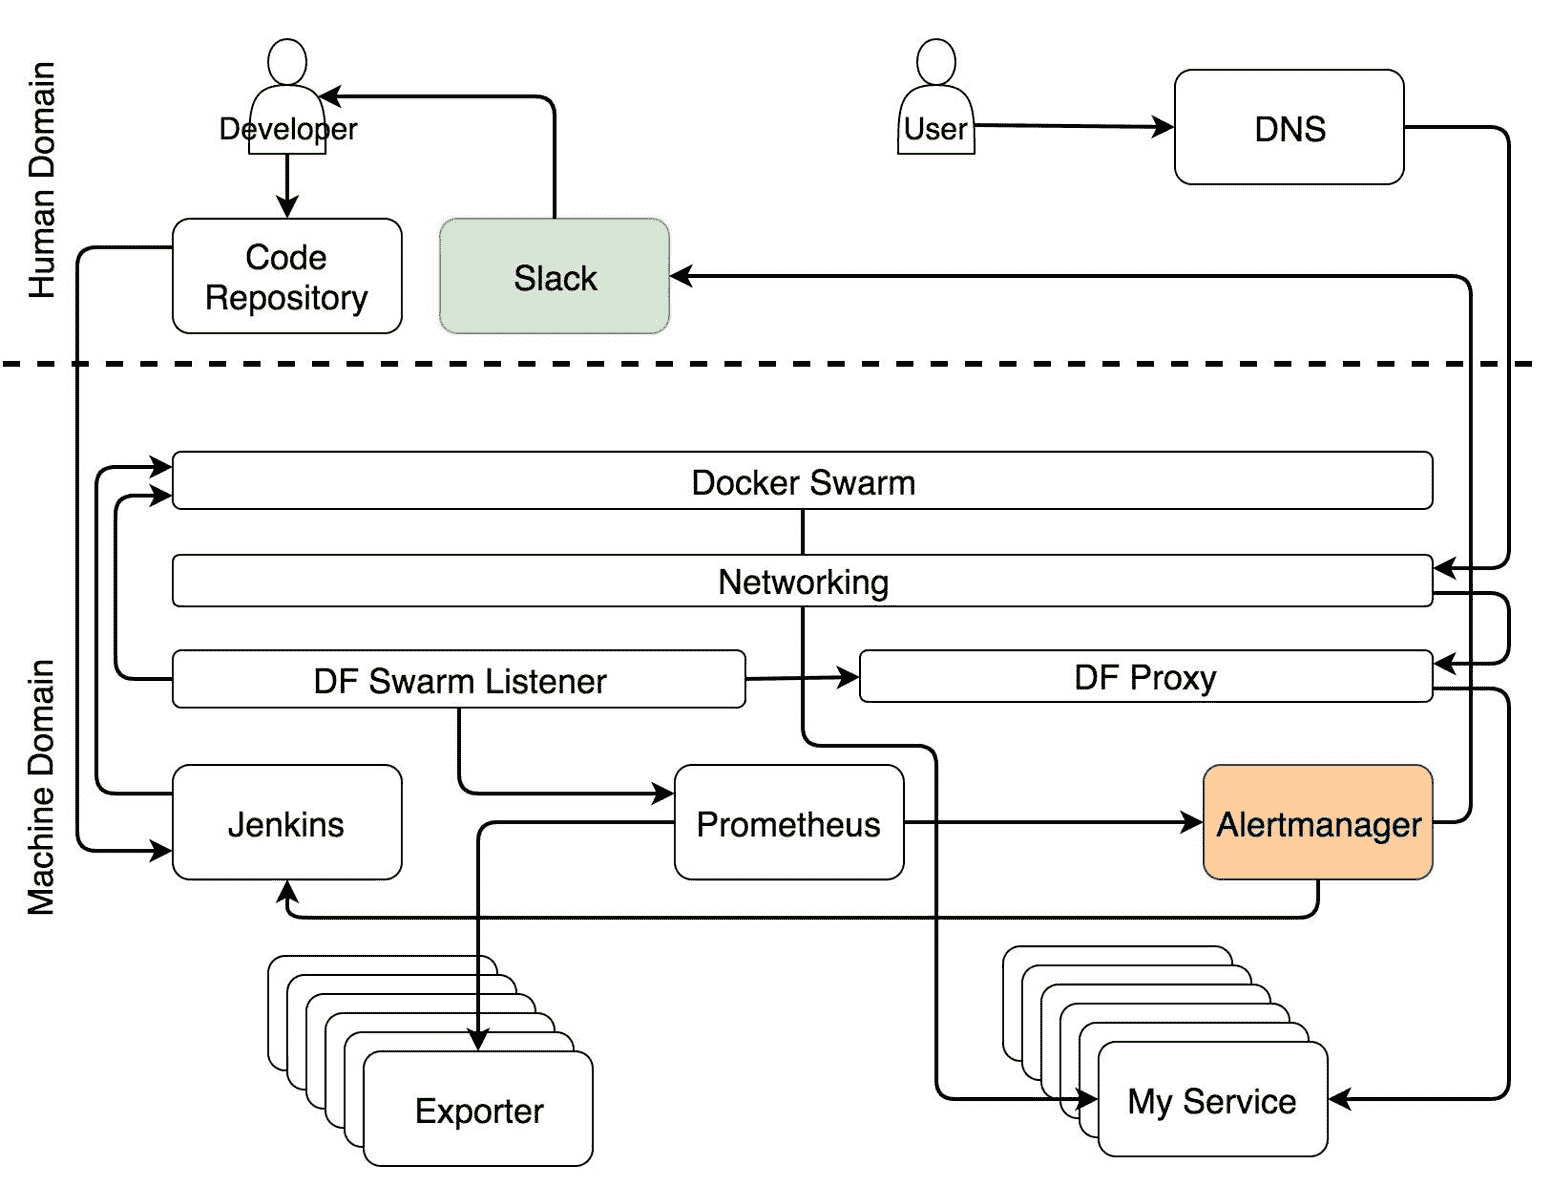 Human Domain
Developer
User
DNS
Code
Repository
Slack
Machine Domain
Docker Swarm
Networking
DF Swarm Listener
DF Proxy
Jenkins
Prometheus
Alertmanager
Exporter
My Service